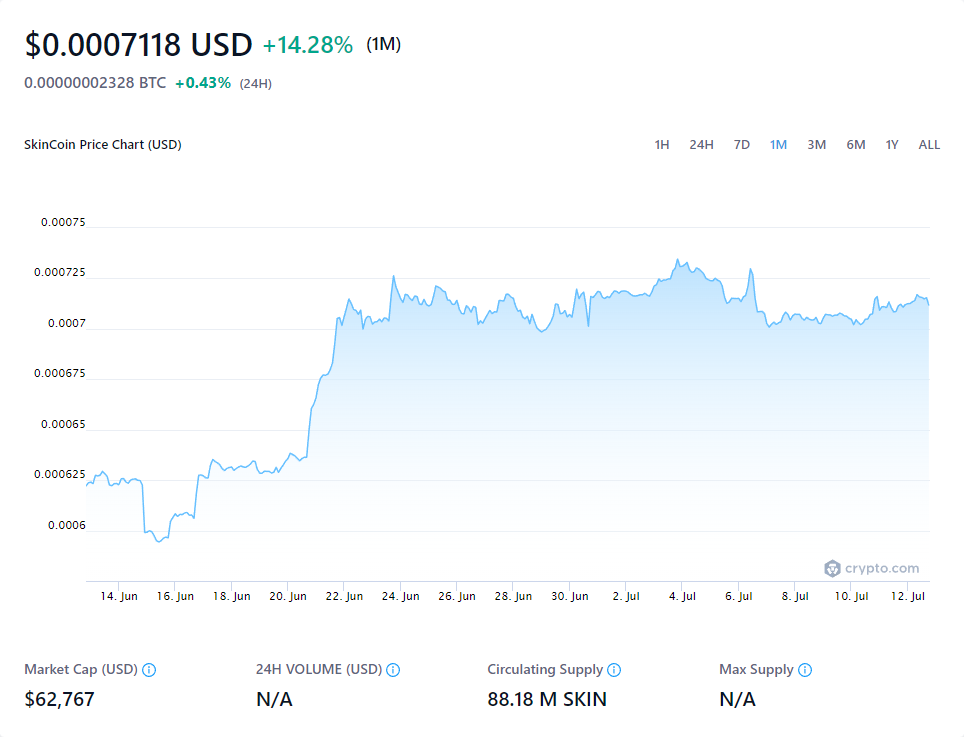 $0.0007118 USD +14.28% (1M)
0.00000002328 BTC +0.43% (24H)
SkinCoin Price Chart (USD) 1H 24H 7D 1M 3M 6M 1Y ALL
0.00075
0.000725
0.0007
0.000675
0.00065
0.000625
0.0006
crypto.com
14. Jun 16. Jun 18. Jun 20. Jun 22. Jun 24. Jun 26. Jun 28. Jun 30. Jun 2. Jul 4. Jul 6. Jul 8. Jul 10. Jul 12. Jul
Market Cap (USD) 24H VOLUME (USD) Circulating Supply Max Supply
$62,767 N/A 88.18 M SKIN N/A